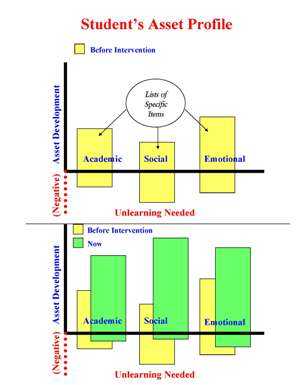 Student's Asset Profile
Before Intervention
Lists of
Specific
Items
Asset Development
Academic
Social
Emotional
(Negative)
Unlearning Needed
Before Intervention
Now
Asset Development
Academic
Social
Emotional
(Negative)
Unlearning Needed